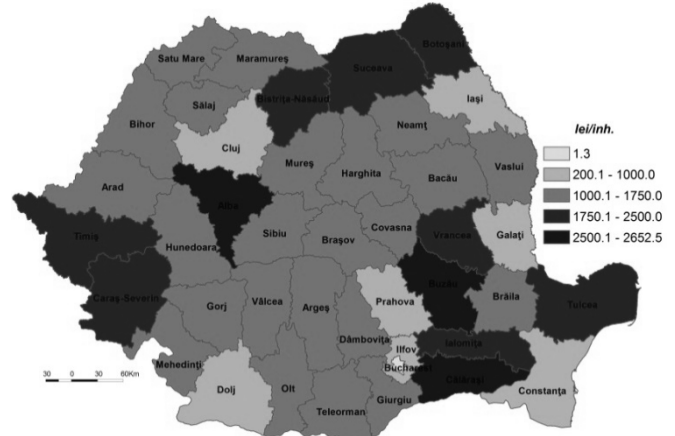 Satu Mare
Maramureş
Botoşani
Suceava
Bistriţa-Năsăud
Iaşi
Sălaj
Bihor
Neamţ
Cluj
Mureş
Harghita
Bacău
Vaslui
Arad
Alba
Timiş
Hunedoara
Sibiu
Braşov
Covasna
Vrancea
Galaţi
Caraş-Severin
Gorj
Vâlcea
Argeş
Prahova
Buzău
Brăila
Tulcea
Dâmboviţa
Ilfov
Ialomiţa
Bucharest
Mehedinţi
Dolj
Olt
Teleorman
Giurgiu
Călăraşi
Constanţa
lei/inh.
1.3
200.1 - 1000.0
1000.1 - 1750.0
1750.1 - 2500.0
2500.1 - 2652.5
30 0 30 60Km